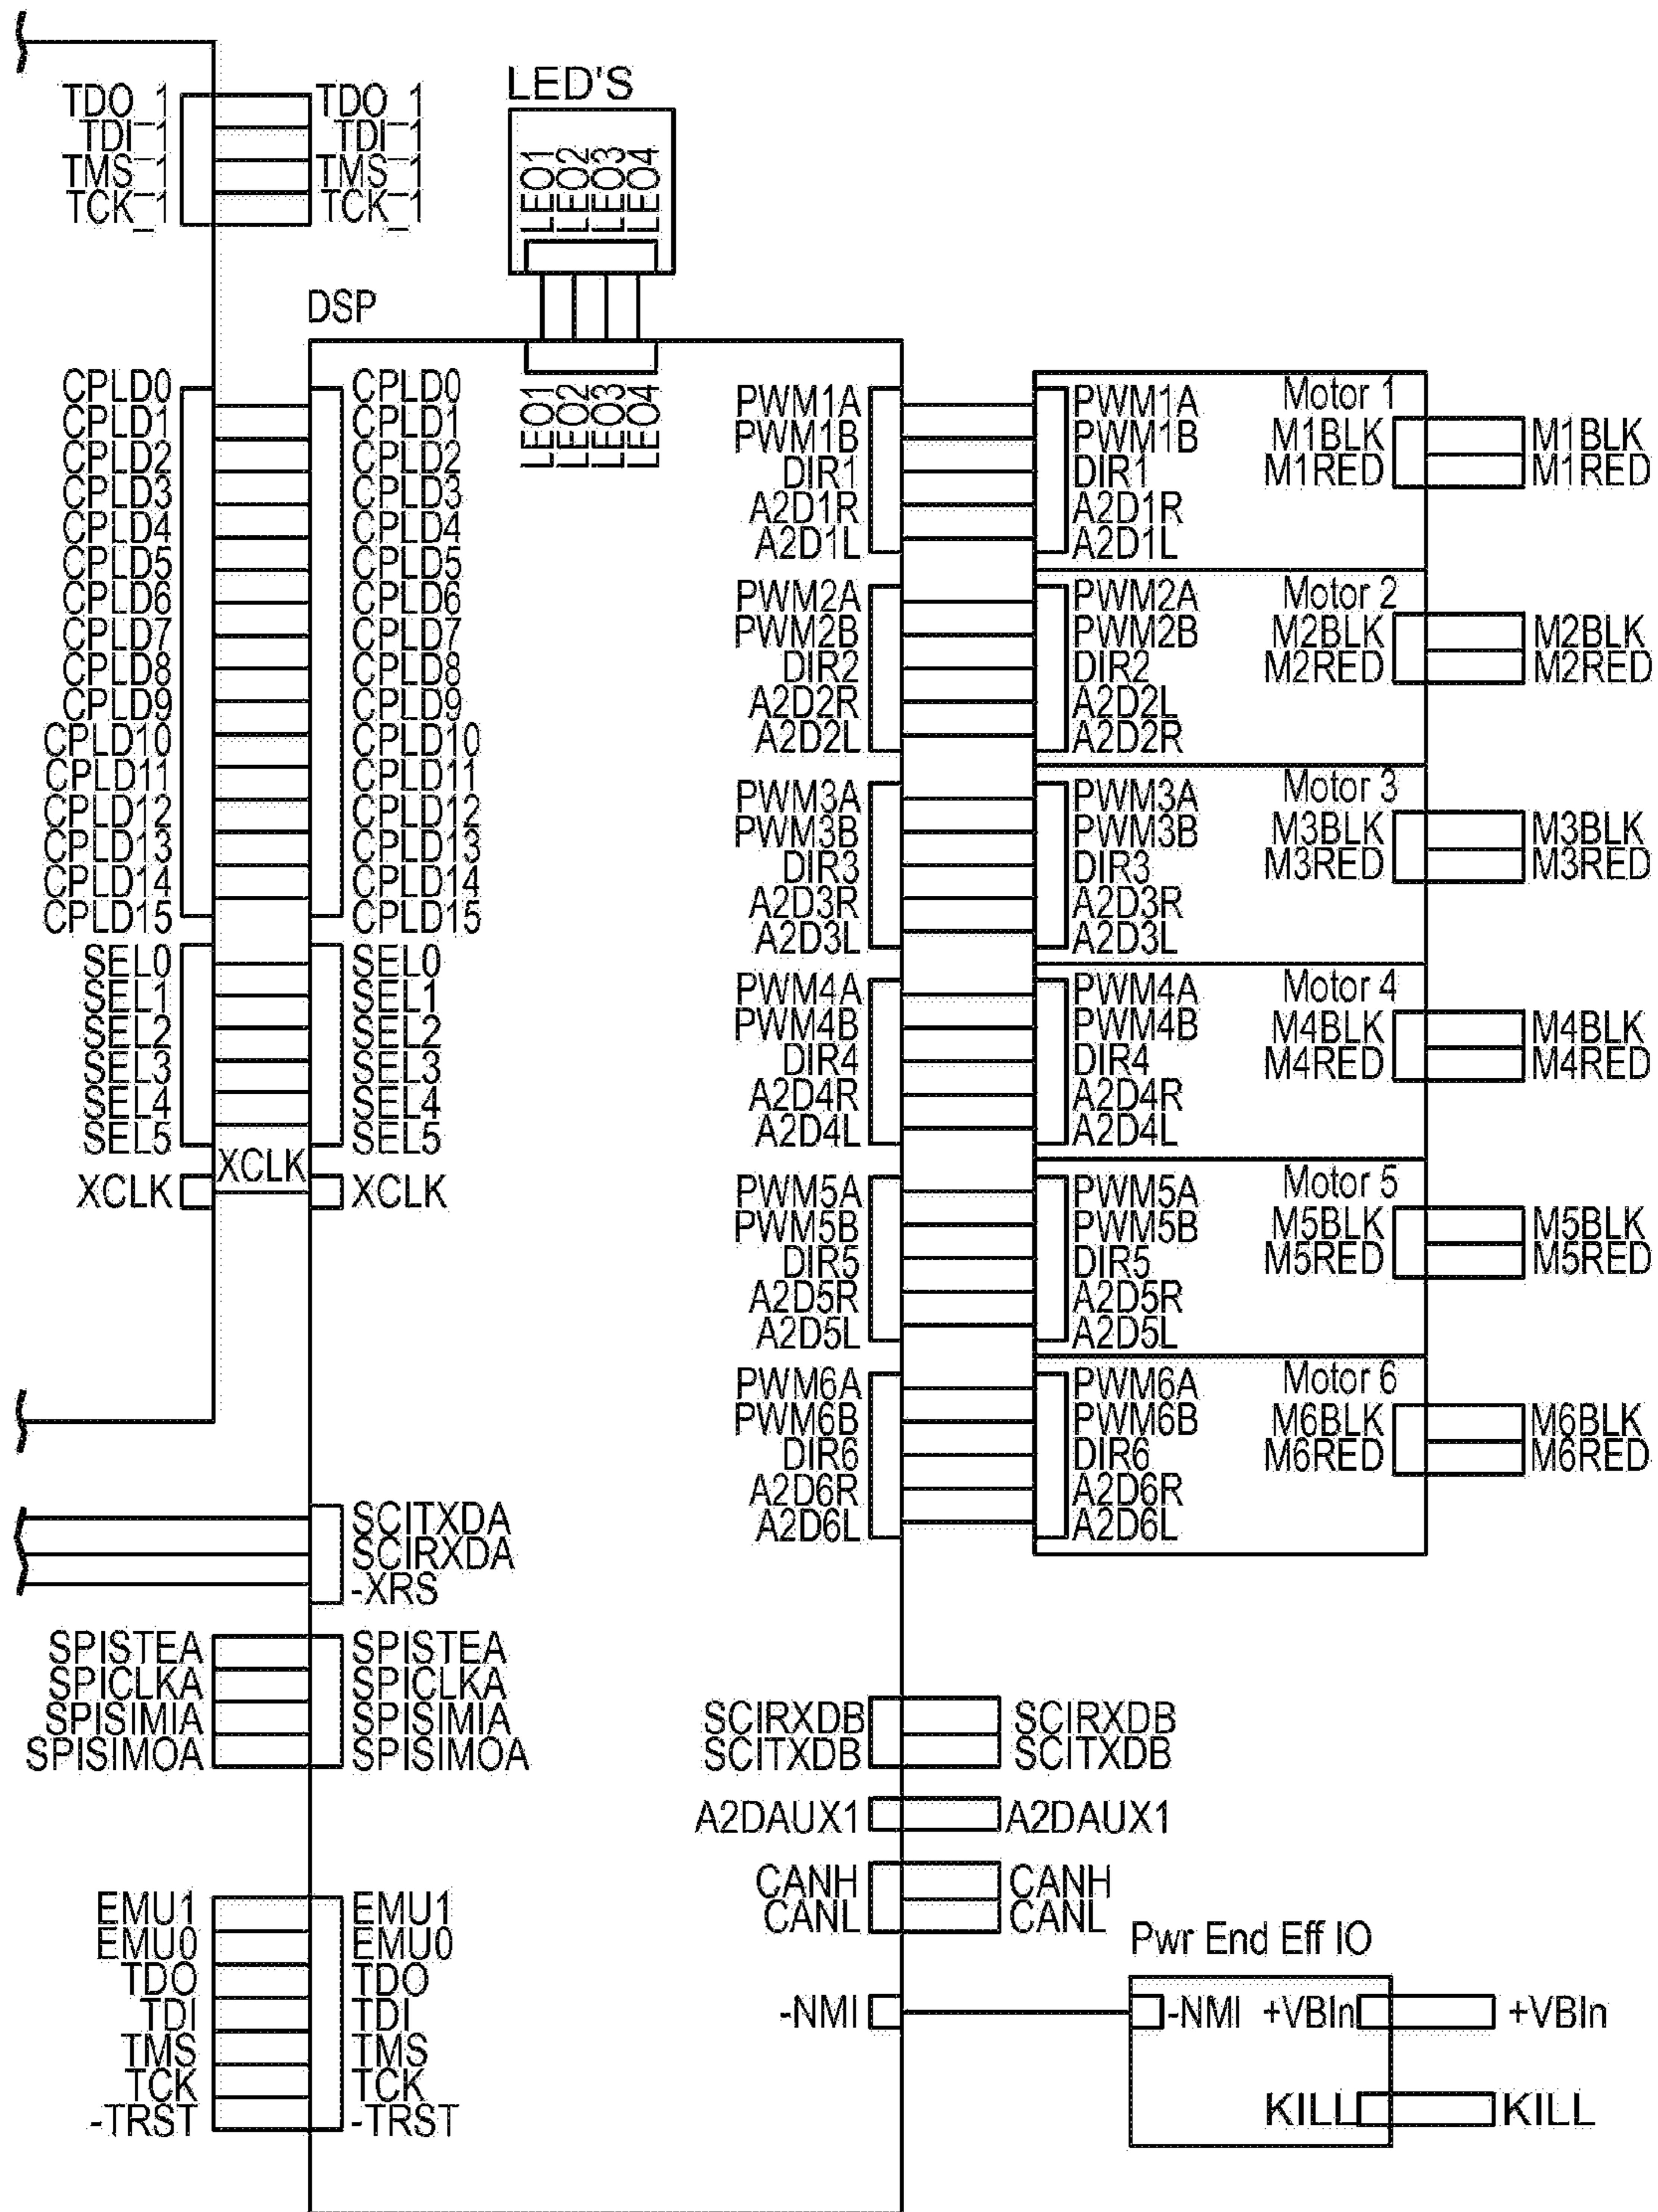 TDO_1 TDO_1
TDI_1 TDI_1
TMS_1 TMS_1
TCK_1 TCK_1
LED'S
LEO1
LEO2
LEO3
LEO4
DSP
LEO1
LEO2
LEO3
LEO4
CPLD0 CPLD0
CPLD1 CPLD1
CPLD2 CPLD2
CPLD3 CPLD3
CPLD4 CPLD4
CPLD5 CPLD5
CPLD6 CPLD6
CPLD7 CPLD7
CPLD8 CPLD8
CPLD9 CPLD9
CPLD10 CPLD10
CPLD11 CPLD11
CPLD12 CPLD12
CPLD13 CPLD13
CPLD14 CPLD14
CPLD15 CPLD15
SEL0 SEL0
SEL1 SEL1
SEL2 SEL2
SEL3 SEL3
SEL4 SEL4
SEL5 SEL5
XCLK
XCLK XCLK
SCITXDA
SCIRXDA
-XRS
SPISTEA SPISTEA
SPICLKA SPICLKA
SPISIMIA SPISIMIA
SPISIMOA SPISIMOA
EMU1 EMU1
EMU0 EMU0
TDO TDO
TDI TDI
TMS TMS
TCK TCK
-TRST -TRST
Motor 1
PWM1A PWM1A
PWM1B PWM1B M1BLK M1BLK
DIR1 DIR1 M1RED M1RED
A2D1R A2D1R
A2D1L A2D1L
Motor 2
PWM2A PWM2A
PWM2B PWM2B M2BLK M2BLK
DIR2 DIR2 M2RED M2RED
A2D2R A2D2L
A2D2L A2D2R
Motor 3
PWM3A PWM3A
PWM3B PWM3B M3BLK M3BLK
DIR3 DIR3 M3RED M3RED
A2D3R A2D3R
A2D3L A2D3L
Motor 4
PWM4A PWM4A
PWM4B PWM4B M4BLK M4BLK
DIR4 DIR4 M4RED M4RED
A2D4R A2D4R
A2D4L A2D4L
Motor 5
PWM5A PWM5A
PWM5B PWM5B M5BLK M5BLK
DIR5 DIR5 M5RED M5RED
A2D5R A2D5R
A2D5L A2D5L
Motor 6
PWM6A PWM6A
PWM6B PWM6B M6BLK M6BLK
DIR6 DIR6 M6RED M6RED
A2D6R A2D6R
A2D6L A2D6L
SCIRXDB SCIRXDB
SCITXDB SCITXDB
A2DAUX1 A2DAUX1
CANH CANH
CANL CANL
Pwr End Eff IO
-NMI -NMI +VBIn +VBIn
KILL KILL